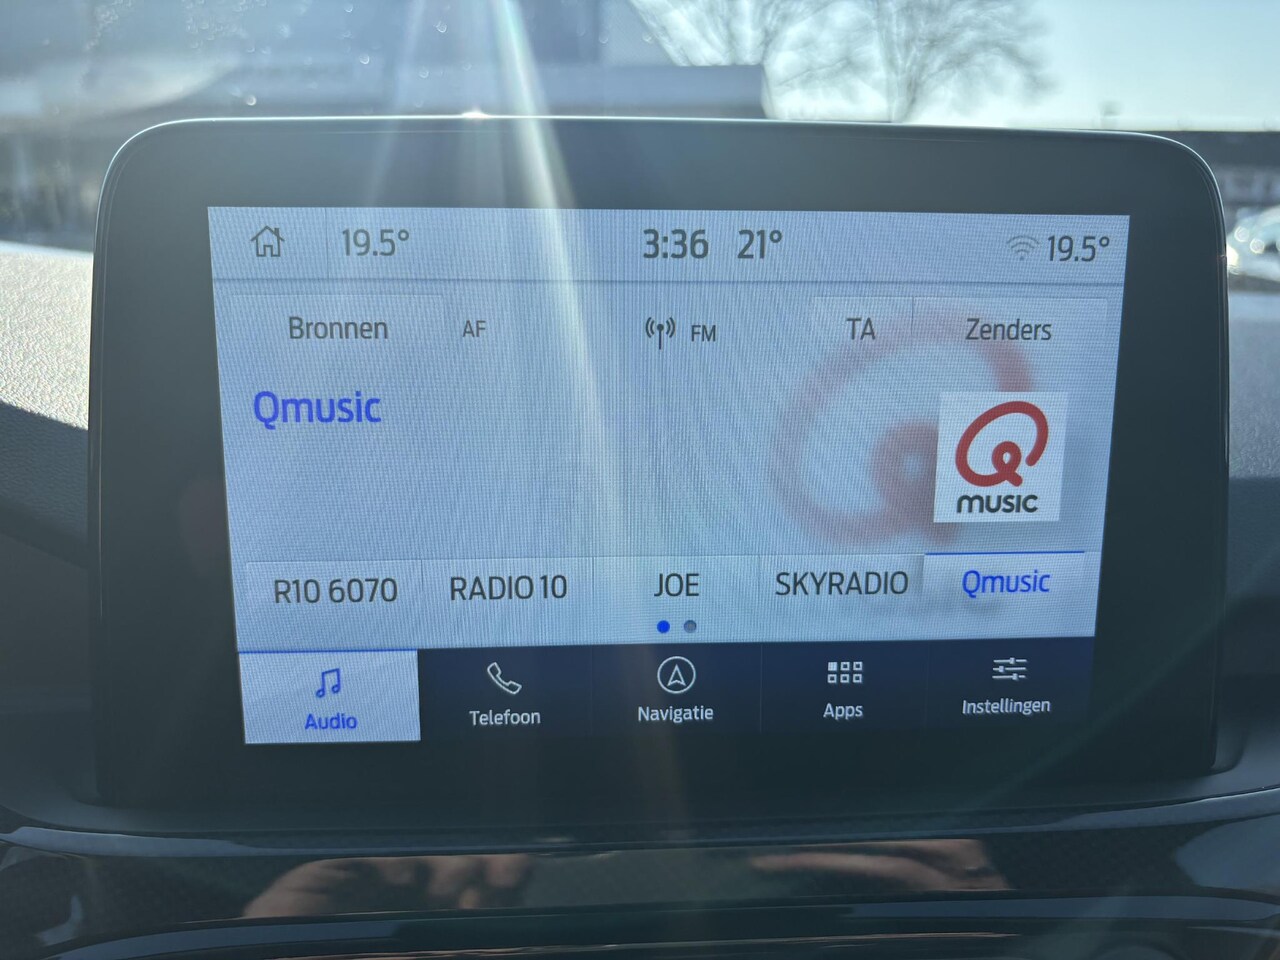 19.5° 3:36 21° 19.5°
Bronnen AF FM TA Zenders
Qmusic
MUSIC
R10 6070 RADIO 10 JOE SKYRADIO Qmusic
Audio Telefoon Navigatie Apps Instellingen